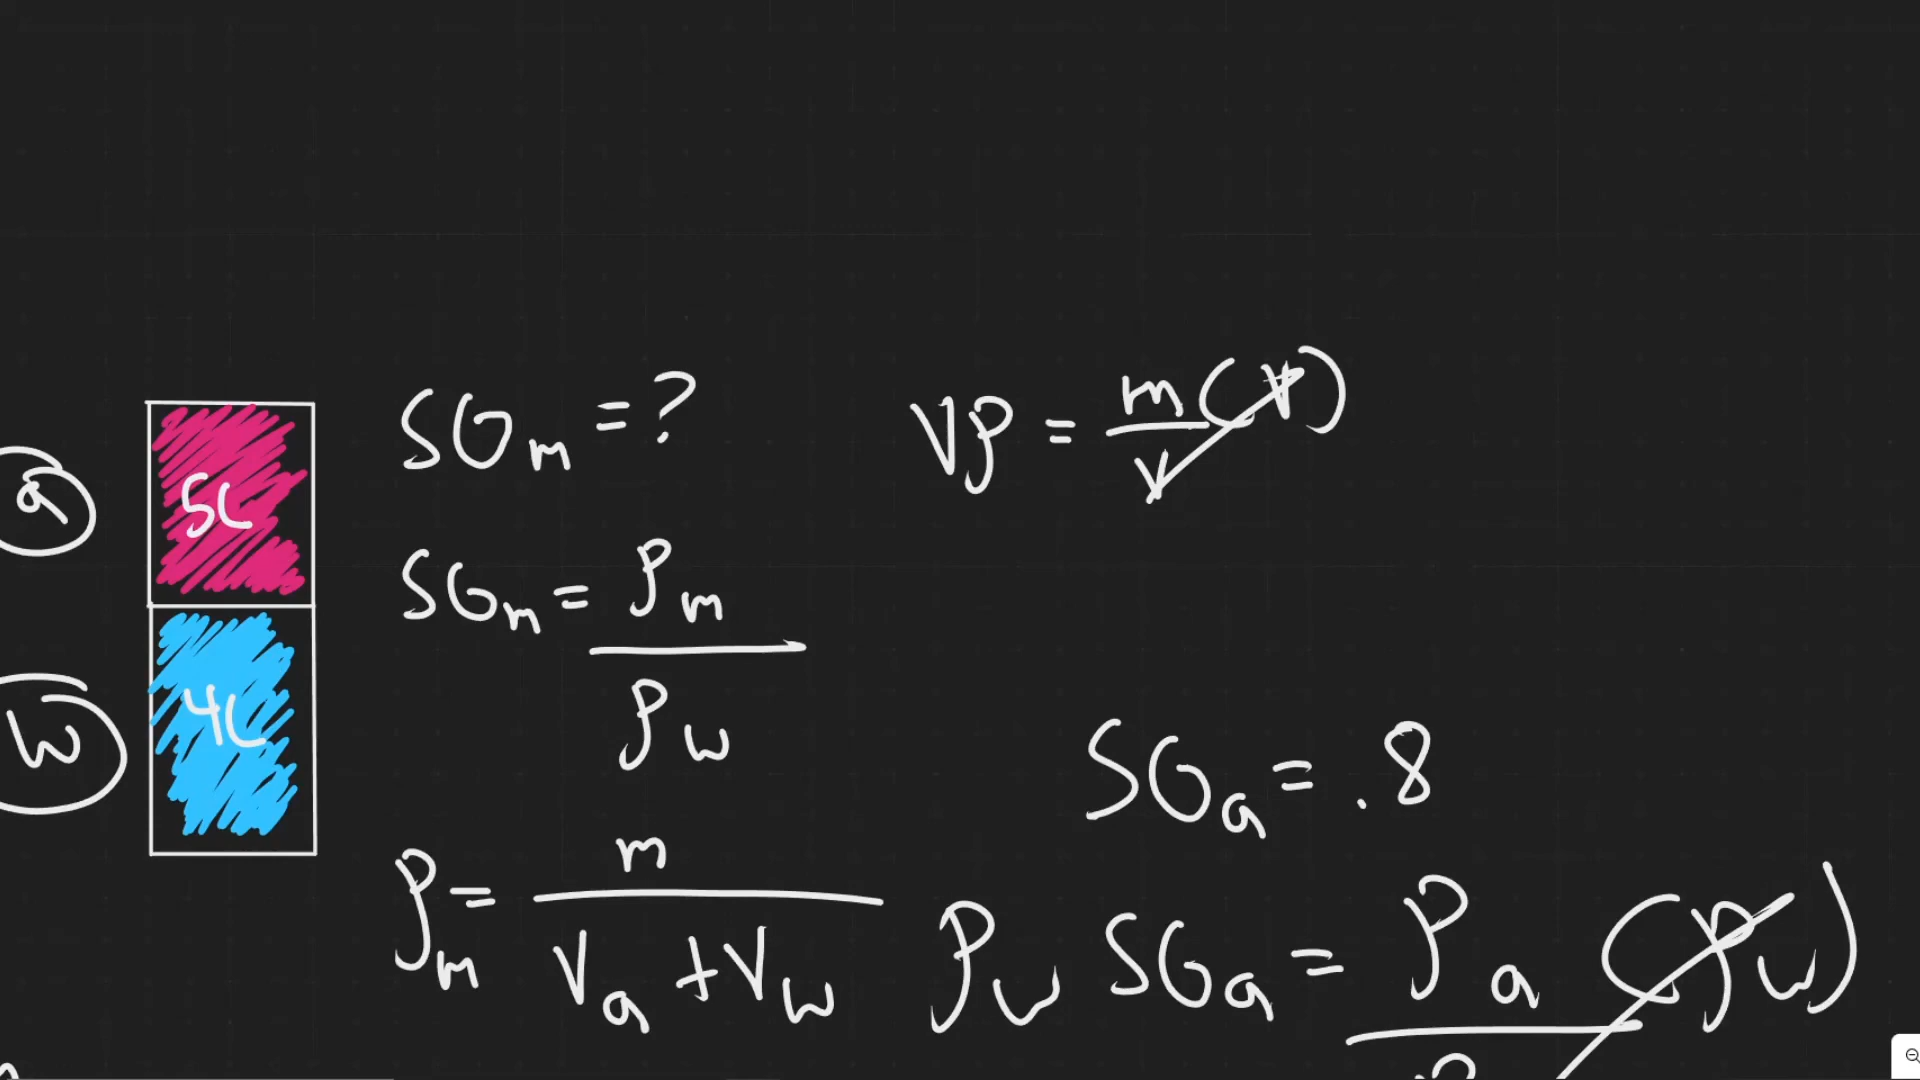 SG_m = ?
Vρ = m(V) / V
a
5L
SG_m = ρ_m / ρ_w
w
4L
SG_a = .8
ρ_m = m / V_a + V_w
ρ_w SG_a = ρ_a (ρ_w)